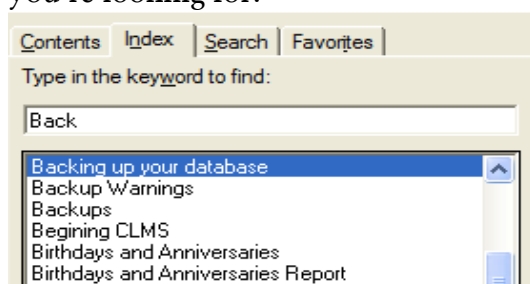 you're looking for.
Contents Index Search Favorites
Type in the keyword to find:
Back
Backing up your database
Backup Warnings
Backups
Begining CLMS
Birthdays and Anniversaries
Birthdays and Anniversaries Report